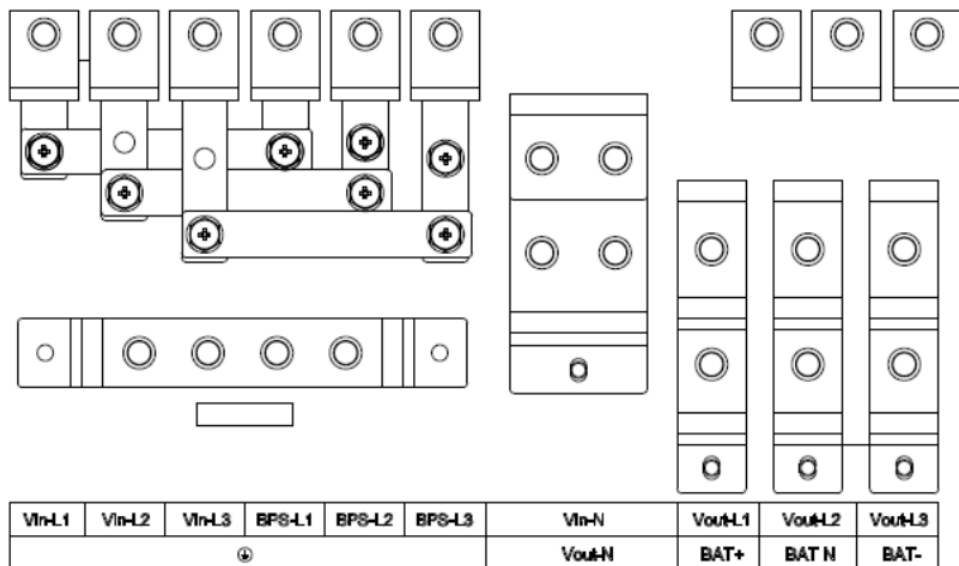 Vin-L1 Vin-L2 Vin-L3 BPS-L1 BPS-L2 BPS-L3 Vin-N Vout-L1 Vout-L2 Vout-L3
⏚ Vout-N BAT+ BAT N BAT-